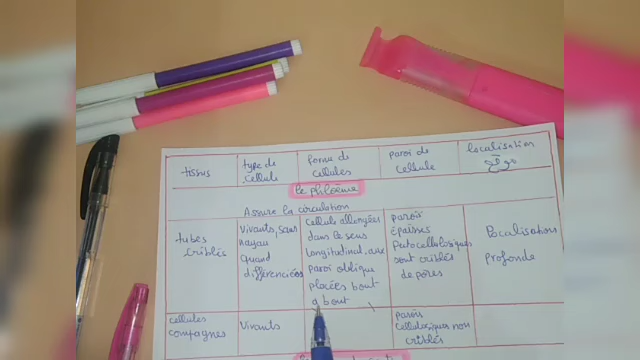 tissus
type de cellule
forme de cellules
paroi de cellule
localisation
le phloème
Assure la circulation
tubes criblés
Vivants, sans
noyau
quand
différenciées
Cellule allongées
dans le sens
longitudinal aux
paroi oblique
placées bout
à bout
parois
épaisses
pectocellulosiques
sont criblés
de pores
localisation
profonde
cellules
compagnes
Vivants
parois
cellulosiques non
criblés